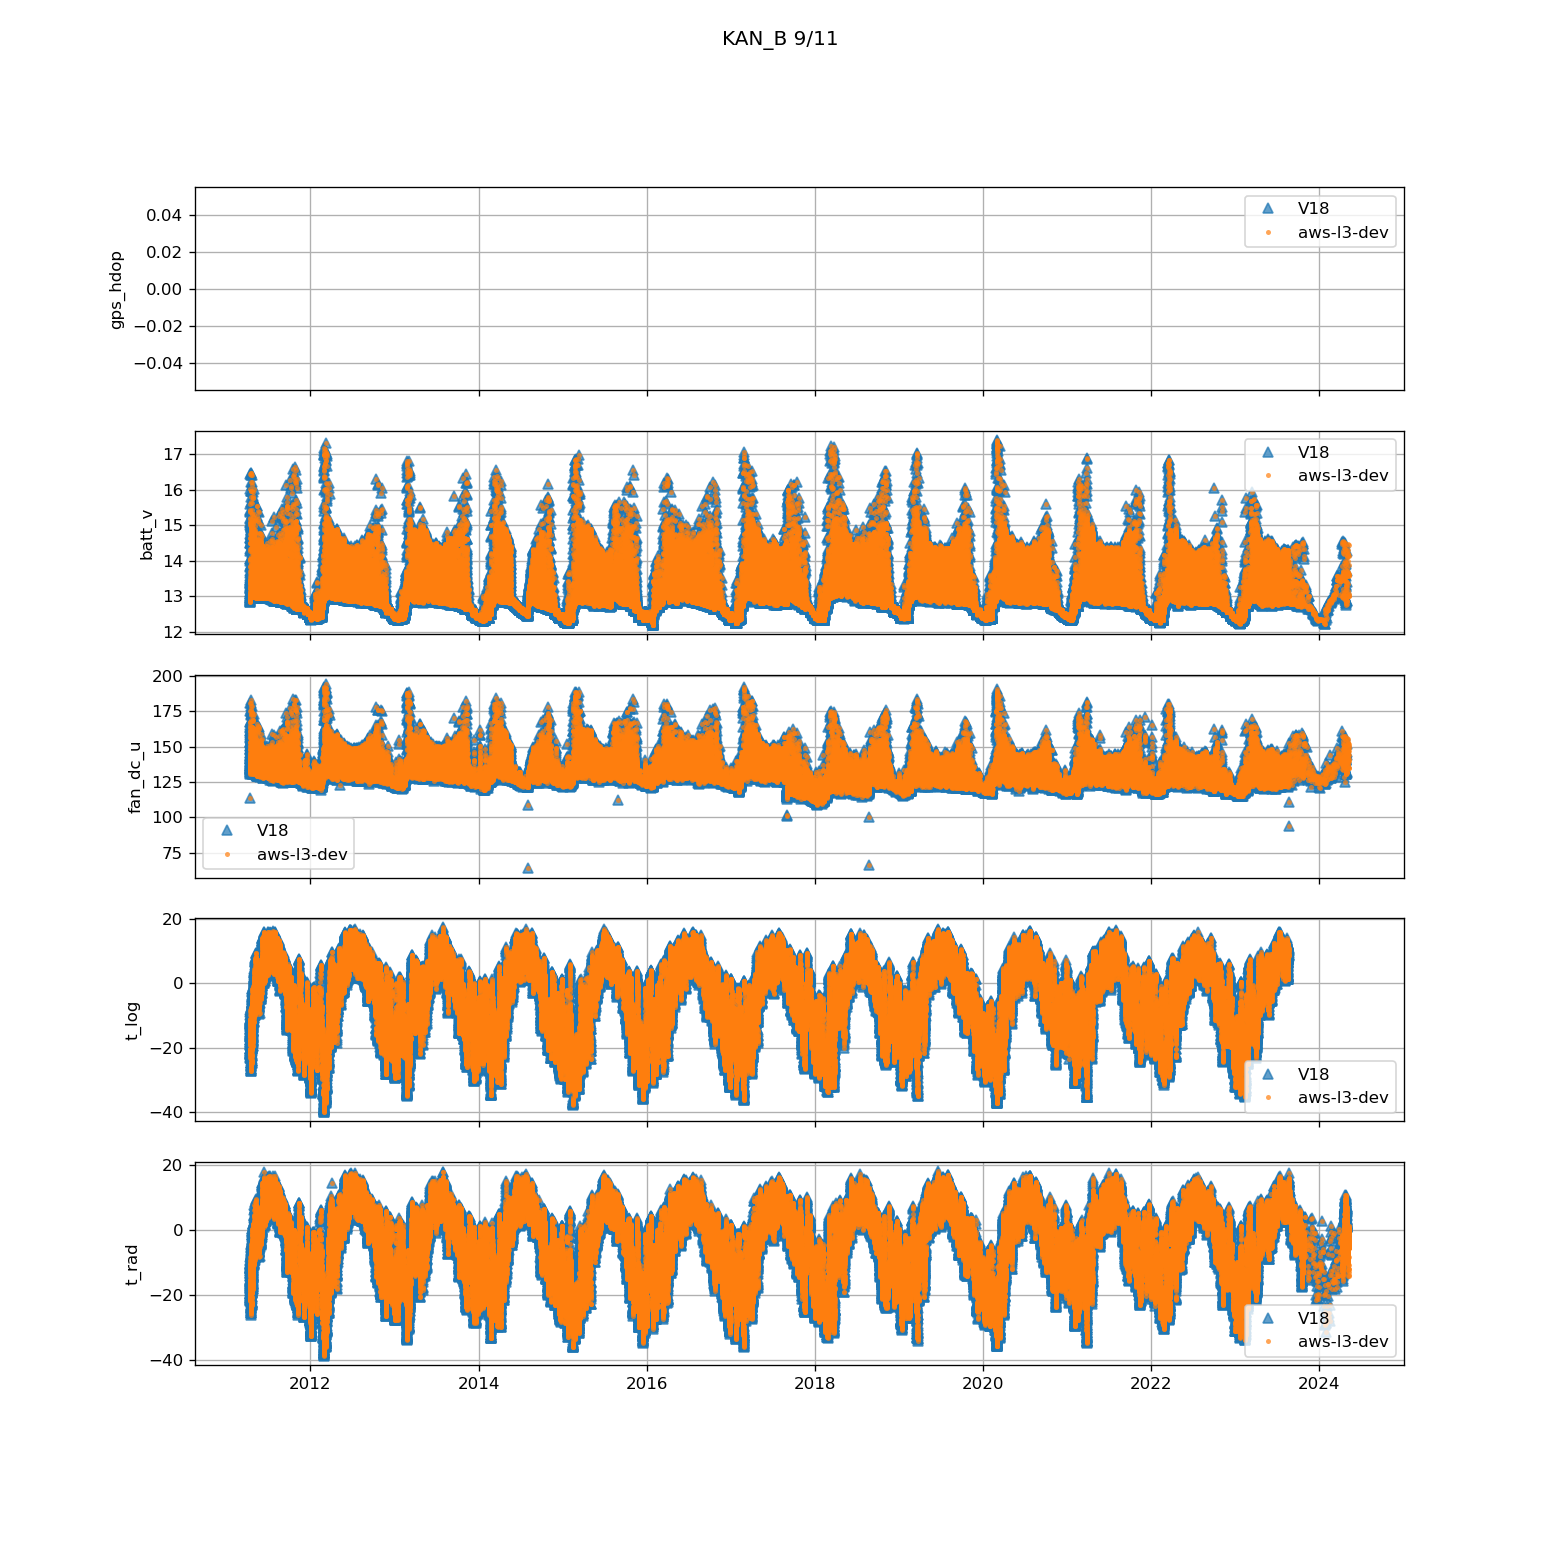 KAN_B 9/11
gps_hdop
0.04
0.02
0.00
−0.02
−0.04
V18
aws-l3-dev
batt_v
17
16
15
14
13
12
V18
aws-l3-dev
fan_dc_u
200
175
150
125
100
75
V18
aws-l3-dev
t_log
20
0
−20
−40
V18
aws-l3-dev
t_rad
20
0
−20
−40
V18
aws-l3-dev
2012 2014 2016 2018 2020 2022 2024